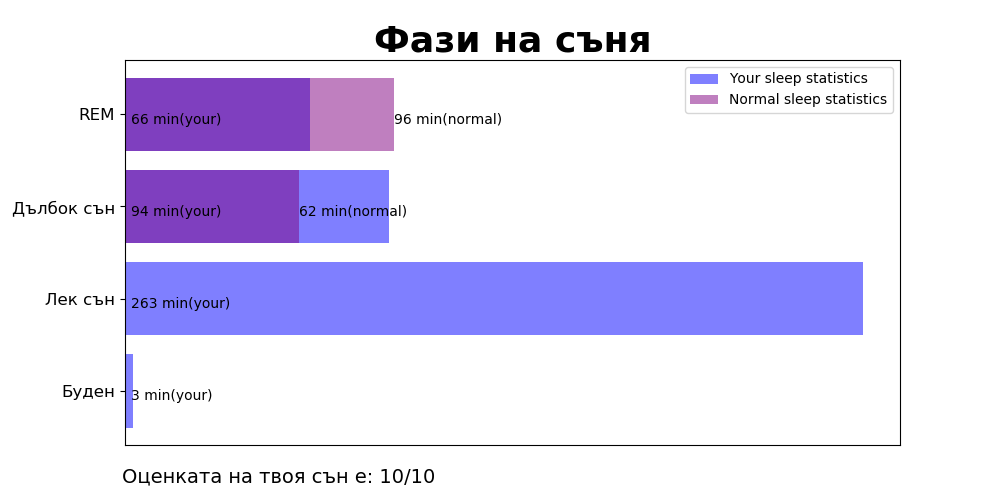 Фази на съня
Your sleep statistics
Normal sleep statistics
REM
66 min(your)
96 min(normal)
Дълбок сън
94 min(your)
62 min(normal)
Лек сън
263 min(your)
Буден
3 min(your)
Оценката на твоя сън е: 10/10